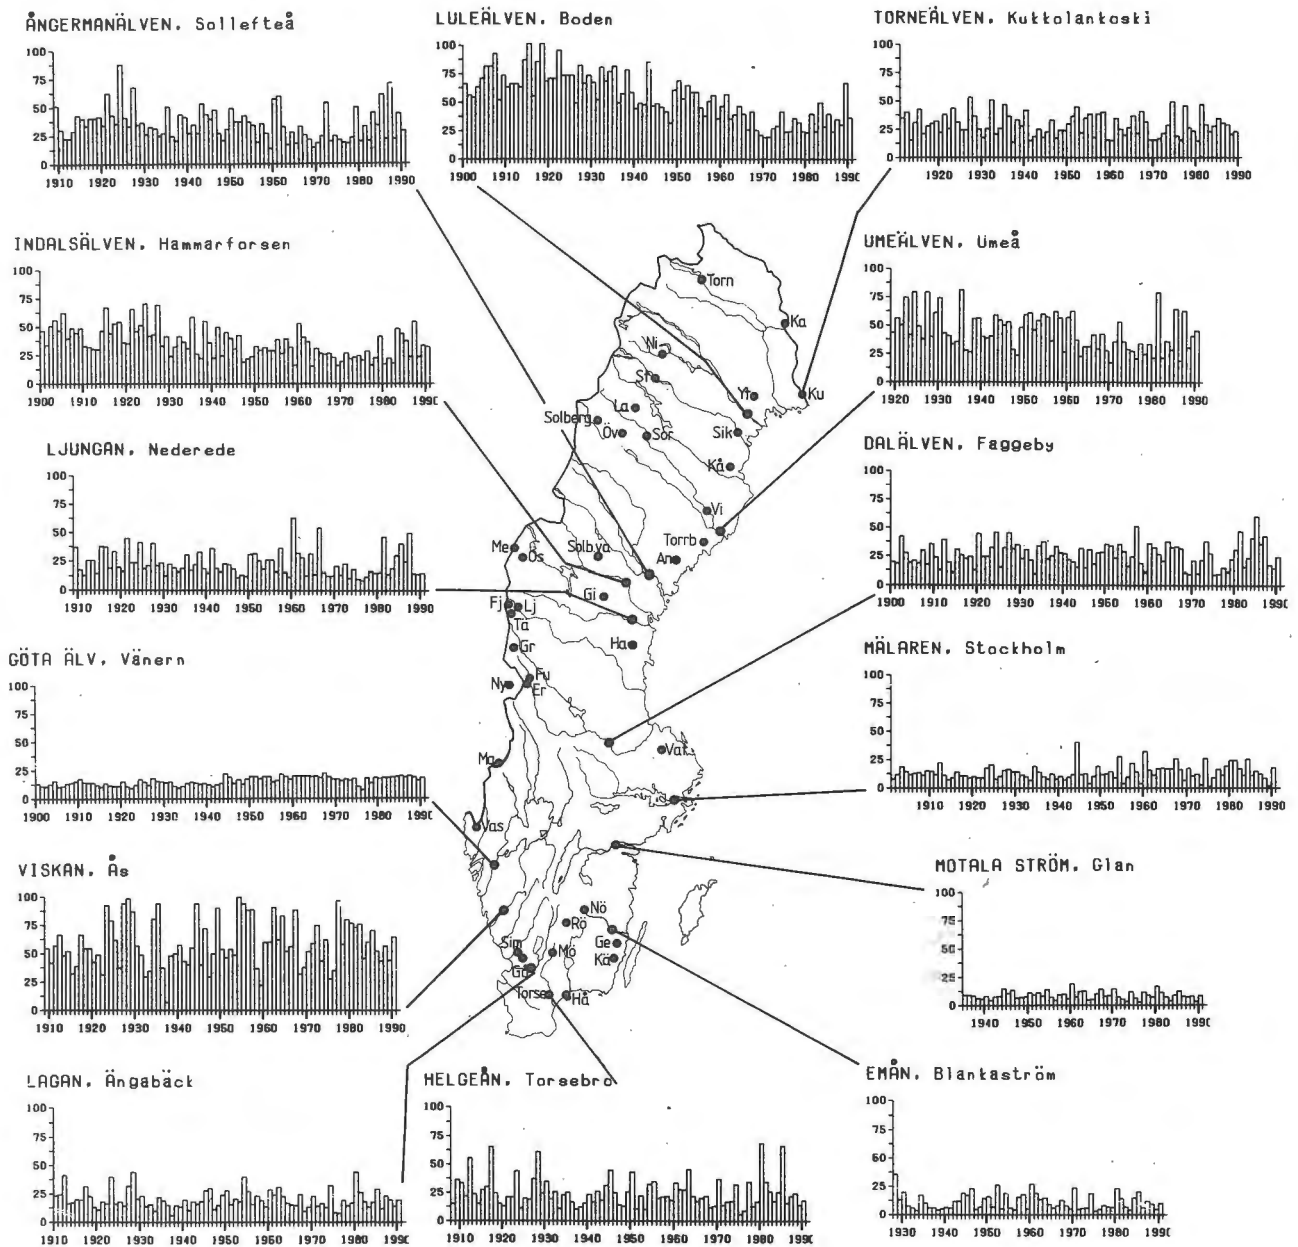 ÅNGERMANÄLVEN. Sollefteå
100
75
50
25
0
1910 1920 1930 1940 1950 1960 1970 1980 1990
LULEÄLVEN. Boden
100
75
50
25
0
1900 1910 1920 1930 1940 1950 1960 1970 1980 1990
TORNEÄLVEN. Kukkolankoski
100
75
50
25
0
1920 1930 1940 1950 1960 1970 1980 1990
INDALSÄLVEN. Hammarforsen
100
75
50
25
0
1900 1910 1920 1930 1940 1950 1960 1970 1980 1990
UMEÄLVEN. Umeå
100
75
50
25
0
1920 1930 1940 1950 1960 1970 1980 1990
LJUNGAN. Nederede
100
75
50
25
0
1910 1920 1930 1940 1950 1960 1970 1980 1990
DALÄLVEN. Faggeby
100
75
50
25
0
1900 1910 1920 1930 1940 1950 1960 1970 1980 1990
GÖTA ÄLV. Vänern
100
75
50
25
0
1900 1910 1920 1930 1940 1950 1960 1970 1980 1990
MÄLAREN. Stockholm
100
75
50
25
0
1910 1920 1930 1940 1950 1960 1970 1980 1990
VISKAN. Ås
100
75
50
25
0
1910 1920 1930 1940 1950 1960 1970 1980 1990
MOTALA STRÖM. Glan
100
75
50
25
0
1940 1950 1960 1970 1980 1990
LAGAN. Ängabäck
100
75
50
25
0
1910 1920 1930 1940 1950 1960 1970 1980 1990
HELGEÅN. Torsebro
100
75
50
25
0
1910 1920 1930 1940 1950 1960 1970 1980 1990
EMÅN. Blankaström
100
75
50
25
0
1930 1940 1950 1960 1970 1980 1990
Torn
Ka
Ni
Sf
Yt
Ku
La
Solberg
Öv
Sor
Sik
Kå
Vi
Torrb
Me
Ös
Solb.va
An
Gi
Fj
Lj
Tä
Gr
Ha
Fu
Ny
Er
Vat
Ma
Vas
Nö
Rö
Sim
Mö
Ge
Kä
Torse
Hå